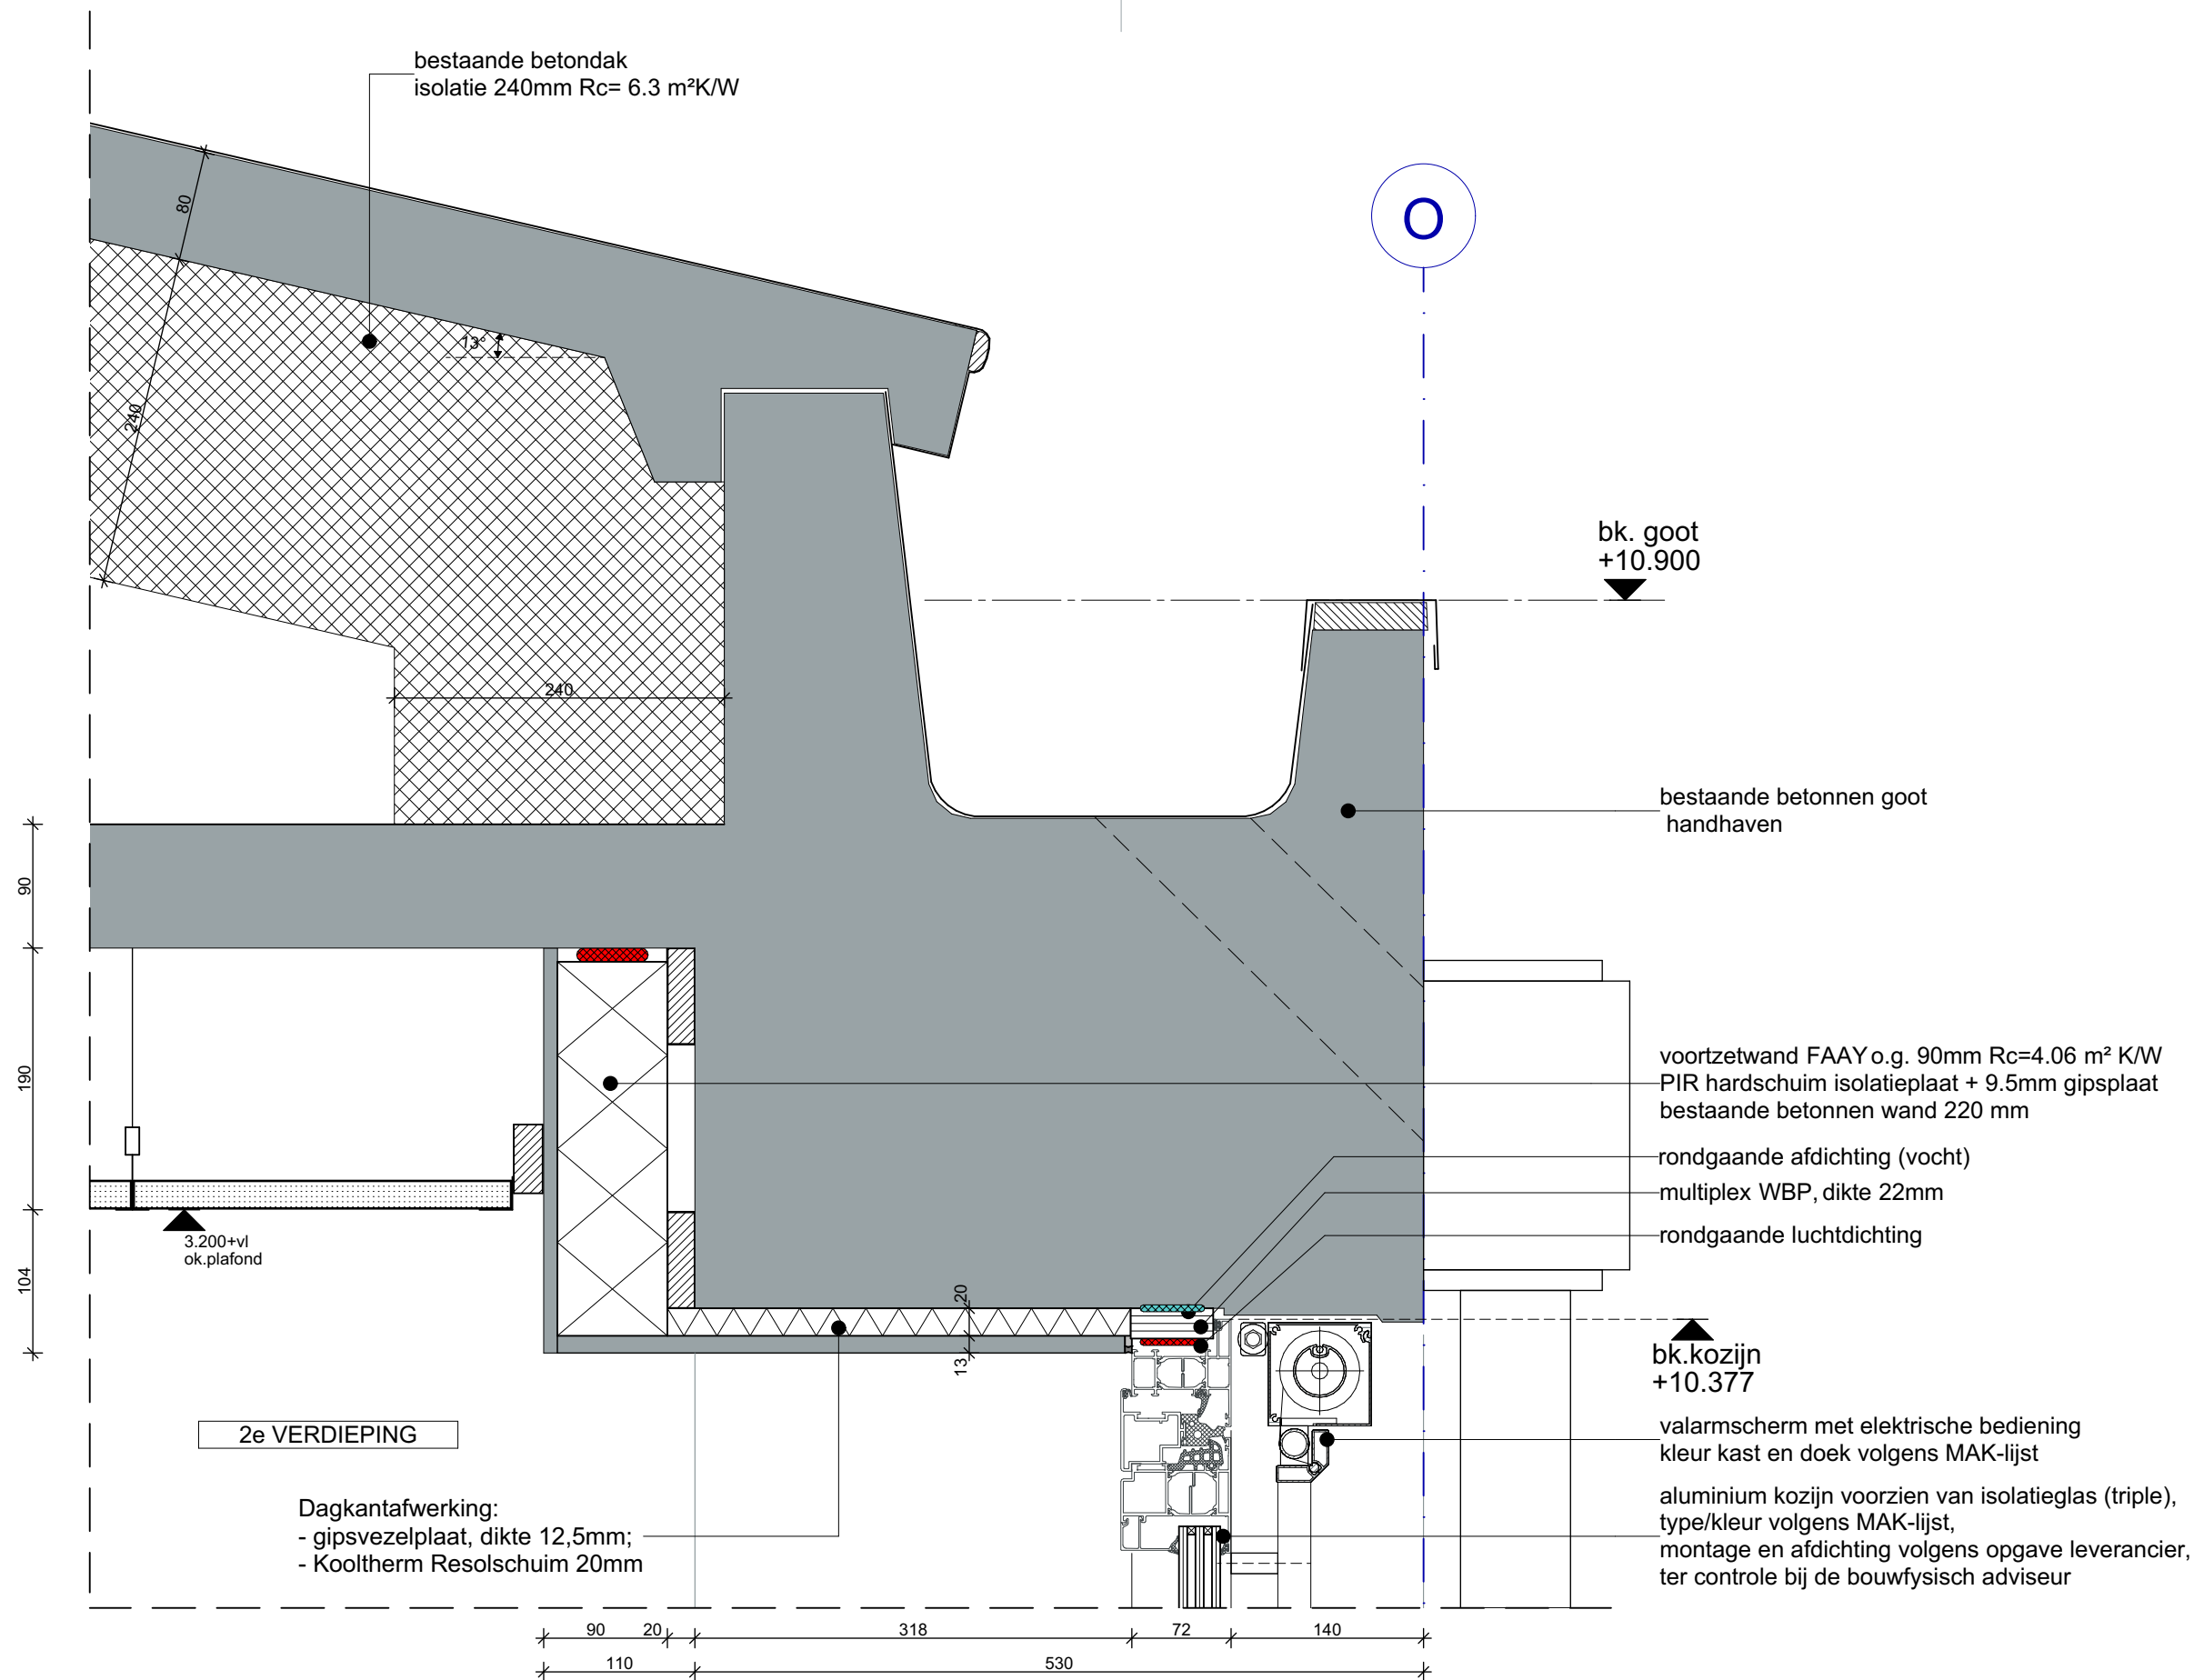 bestaande betondak
isolatie 240mm Rc= 6.3 m²K/W
80
O
13°
240
bk. goot
+10.900
240
bestaande betonnen goot
handhaven
90
190
104
voortzetwand FAAY o.g. 90mm Rc=4.06 m² K/W
PIR hardschuim isolatieplaat + 9.5mm gipsplaat
bestaande betonnen wand 220 mm
rondgaande afdichting (vocht)
multiplex WBP, dikte 22mm
rondgaande luchtdichting
3.200+vl
ok.plafond
20
13
bk.kozijn
+10.377
2e VERDIEPING
valarmscherm met elektrische bediening
kleur kast en doek volgens MAK-lijst
Dagkantafwerking:
- gipsvezelplaat, dikte 12,5mm;
- Kooltherm Resolschuim 20mm
aluminium kozijn voorzien van isolatieglas (triple),
type/kleur volgens MAK-lijst,
montage en afdichting volgens opgave leverancier,
ter controle bij de bouwfysisch adviseur
90 20 318 72 140
110 530